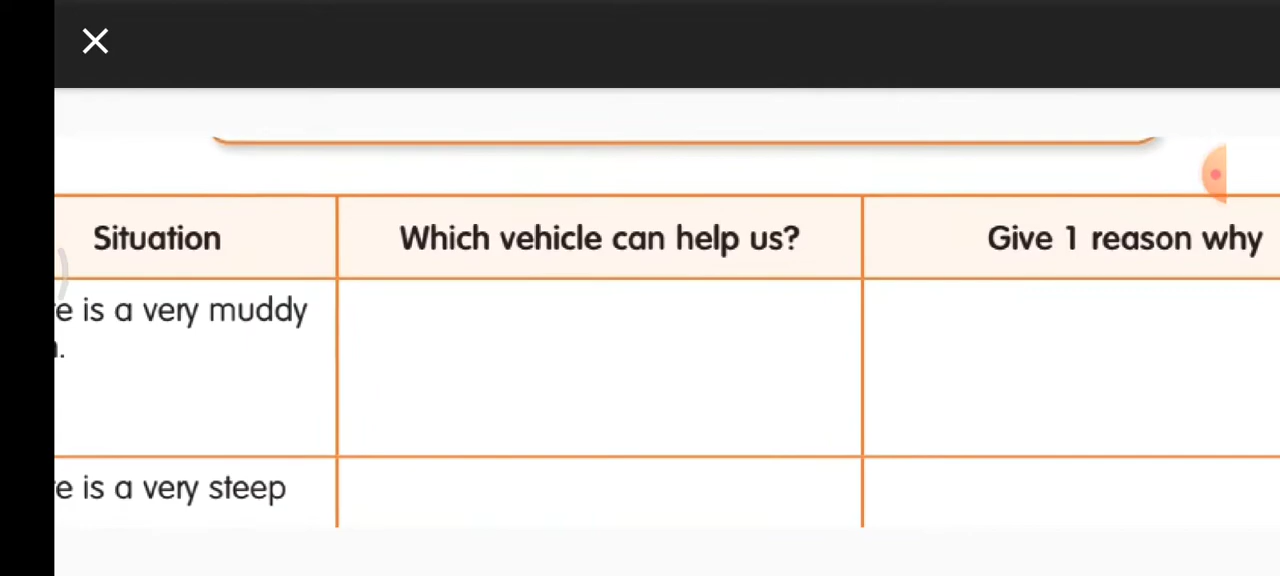 Situation
Which vehicle can help us?
Give 1 reason why
is a very muddy
is a very steep